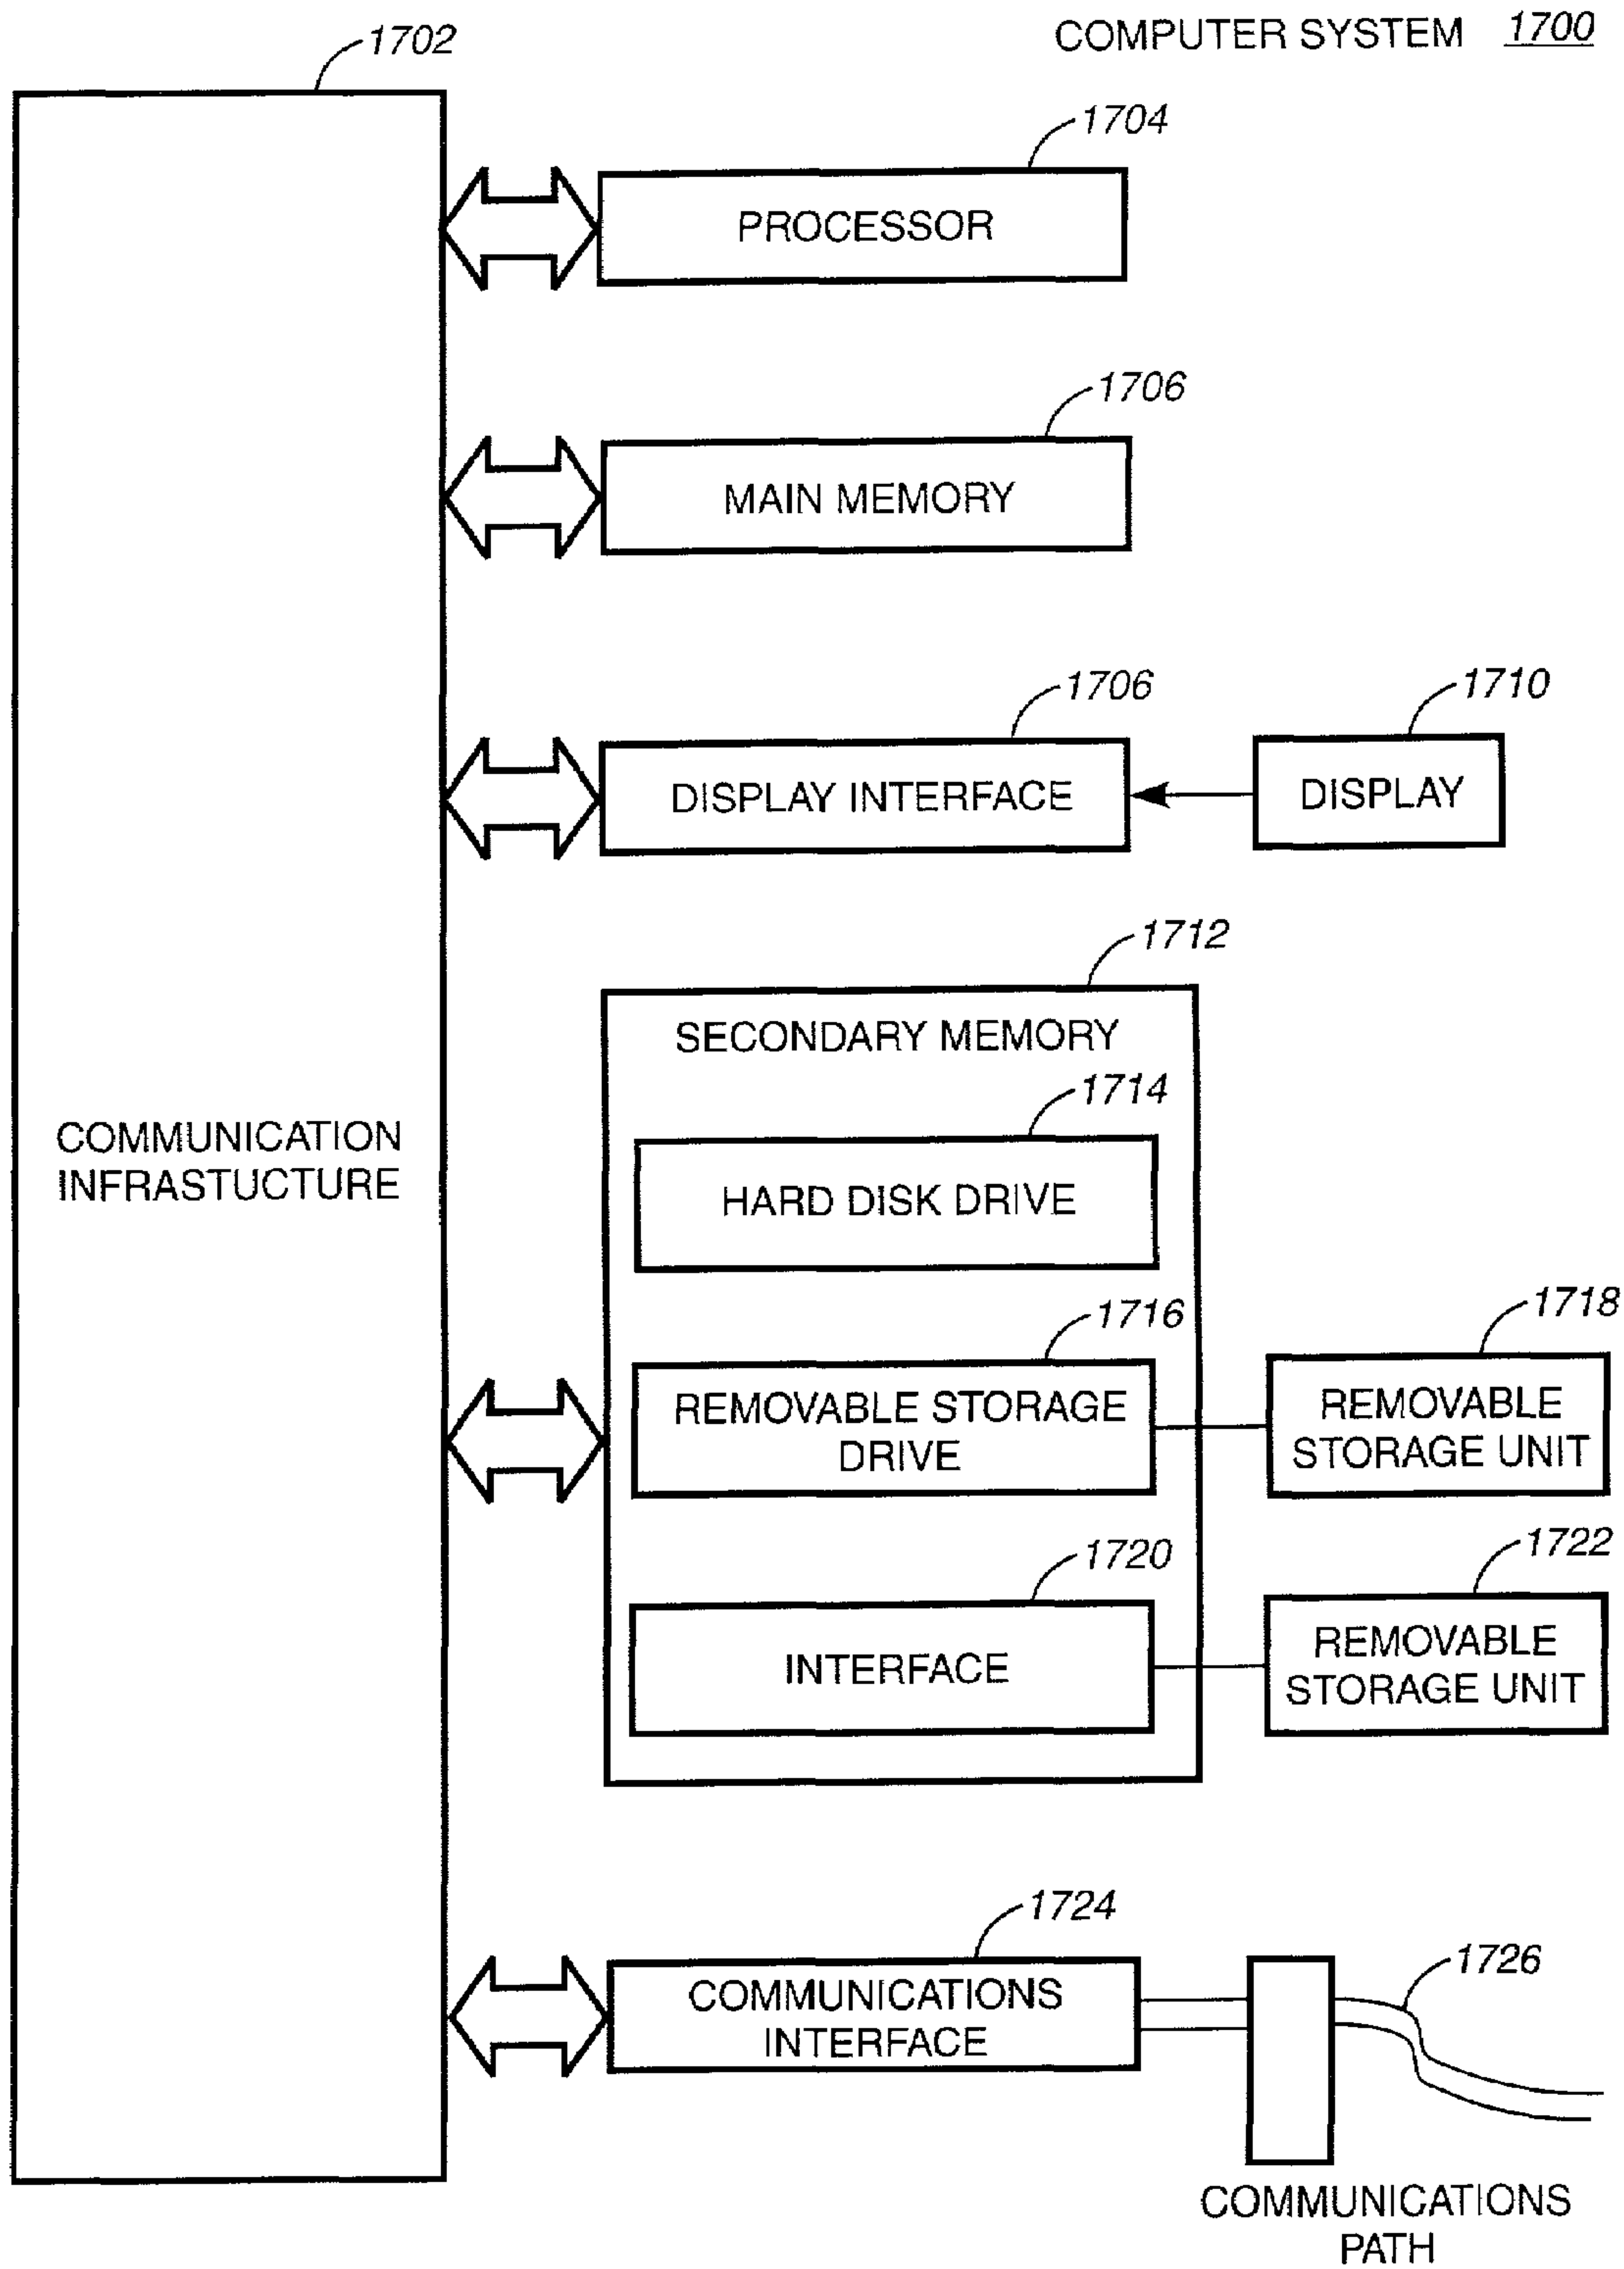 COMPUTER SYSTEM 1700
1702
1704
PROCESSOR
1706
MAIN MEMORY
1706
DISPLAY INTERFACE
1710
DISPLAY
1712
SECONDARY MEMORY
1714
HARD DISK DRIVE
COMMUNICATION
INFRASTUCTURE
1716
REMOVABLE STORAGE
DRIVE
1718
REMOVABLE
STORAGE UNIT
1720
INTERFACE
1722
REMOVABLE
STORAGE UNIT
1724
COMMUNICATIONS
INTERFACE
1726
COMMUNICATIONS
PATH